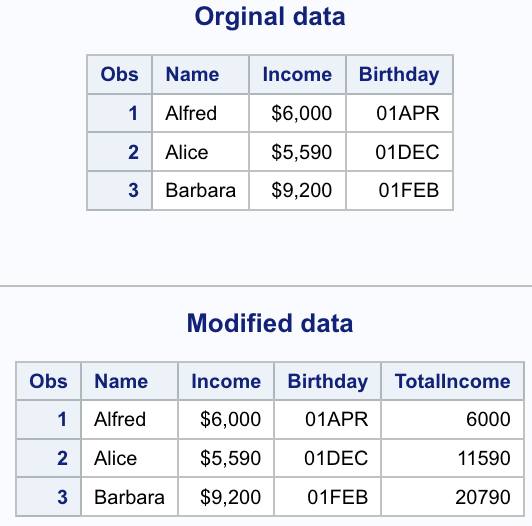 Orginal data
Obs Name Income Birthday
1 Alfred $6,000 01APR
2 Alice $5,590 01DEC
3 Barbara $9,200 01FEB
Modified data
Obs Name Income Birthday TotalIncome
1 Alfred $6,000 01APR 6000
2 Alice $5,590 01DEC 11590
3 Barbara $9,200 01FEB 20790